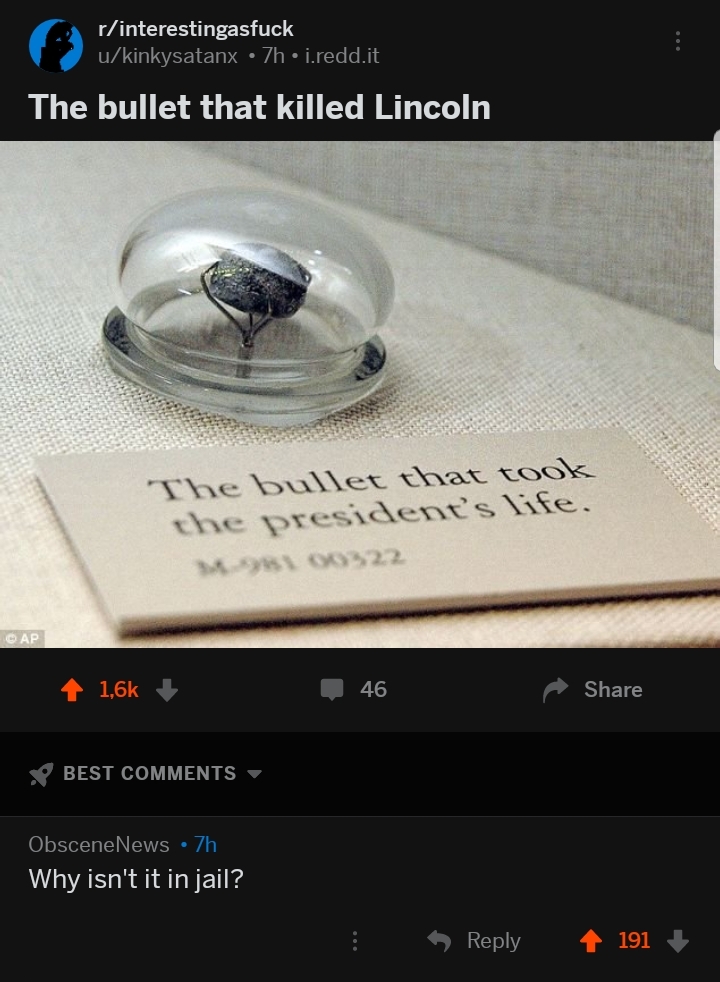 r/interestingasfuck
u/kinkysatanx • 7h • i.redd.it
The bullet that killed Lincoln
The bullet that took
the president's life.
M-981 00322
© AP
1,6k
46
Share
BEST COMMENTS
ObsceneNews • 7h
Why isn't it in jail?
Reply
191